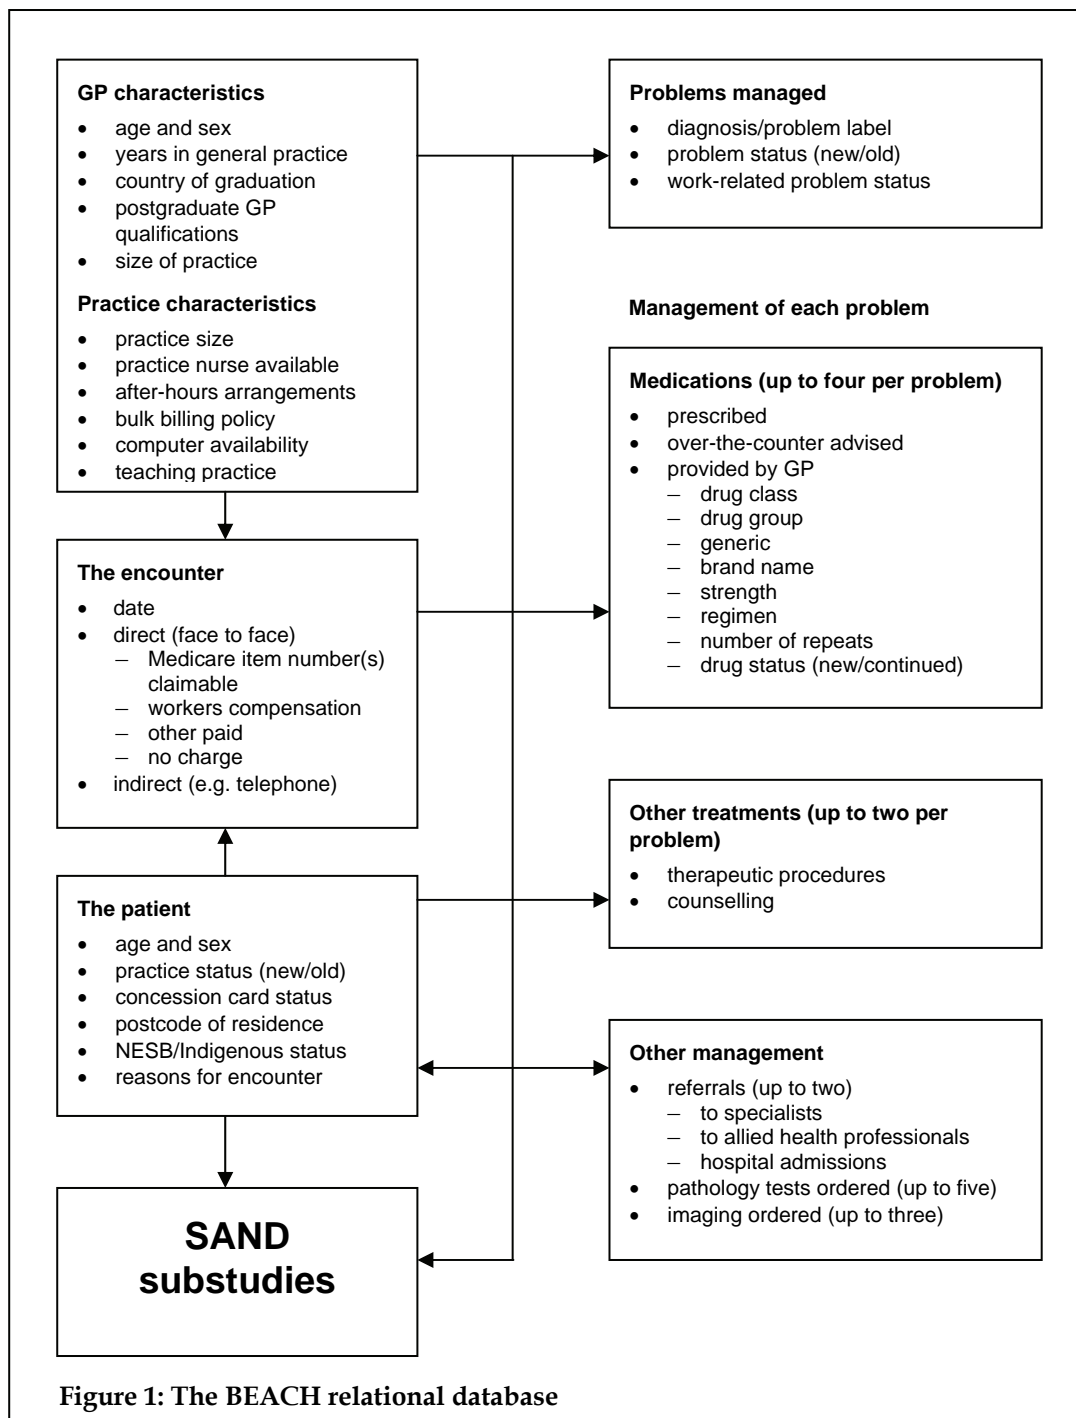 GP characteristics
• age and sex
• years in general practice
• country of graduation
• postgraduate GP
qualifications
• size of practice
Practice characteristics
• practice size
• practice nurse available
• after-hours arrangements
• bulk billing policy
• computer availability
• teaching practice
The encounter
• date
• direct (face to face)
– Medicare item number(s)
claimable
– workers compensation
– other paid
– no charge
• indirect (e.g. telephone)
The patient
• age and sex
• practice status (new/old)
• concession card status
• postcode of residence
• NESB/Indigenous status
• reasons for encounter
SAND
substudies
Problems managed
• diagnosis/problem label
• problem status (new/old)
• work-related problem status
Management of each problem
Medications (up to four per problem)
• prescribed
• over-the-counter advised
• provided by GP
– drug class
– drug group
– generic
– brand name
– strength
– regimen
– number of repeats
– drug status (new/continued)
Other treatments (up to two per
problem)
• therapeutic procedures
• counselling
Other management
• referrals (up to two)
– to specialists
– to allied health professionals
– hospital admissions
• pathology tests ordered (up to five)
• imaging ordered (up to three)
Figure 1: The BEACH relational database